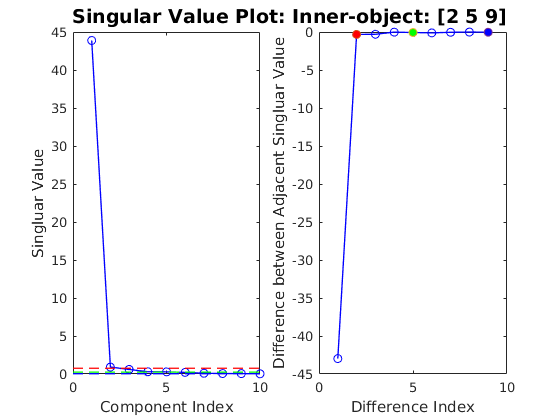 Singular Value Plot: Inner-object: [2 5 9]
45
40
35
30
25
20
15
10
5
0
Singluar Value
0 5 10
Component Index
0
-5
-10
-15
-20
-25
-30
-35
-40
-45
Difference between Adjacent Singluar Value
0 5 10
Difference Index